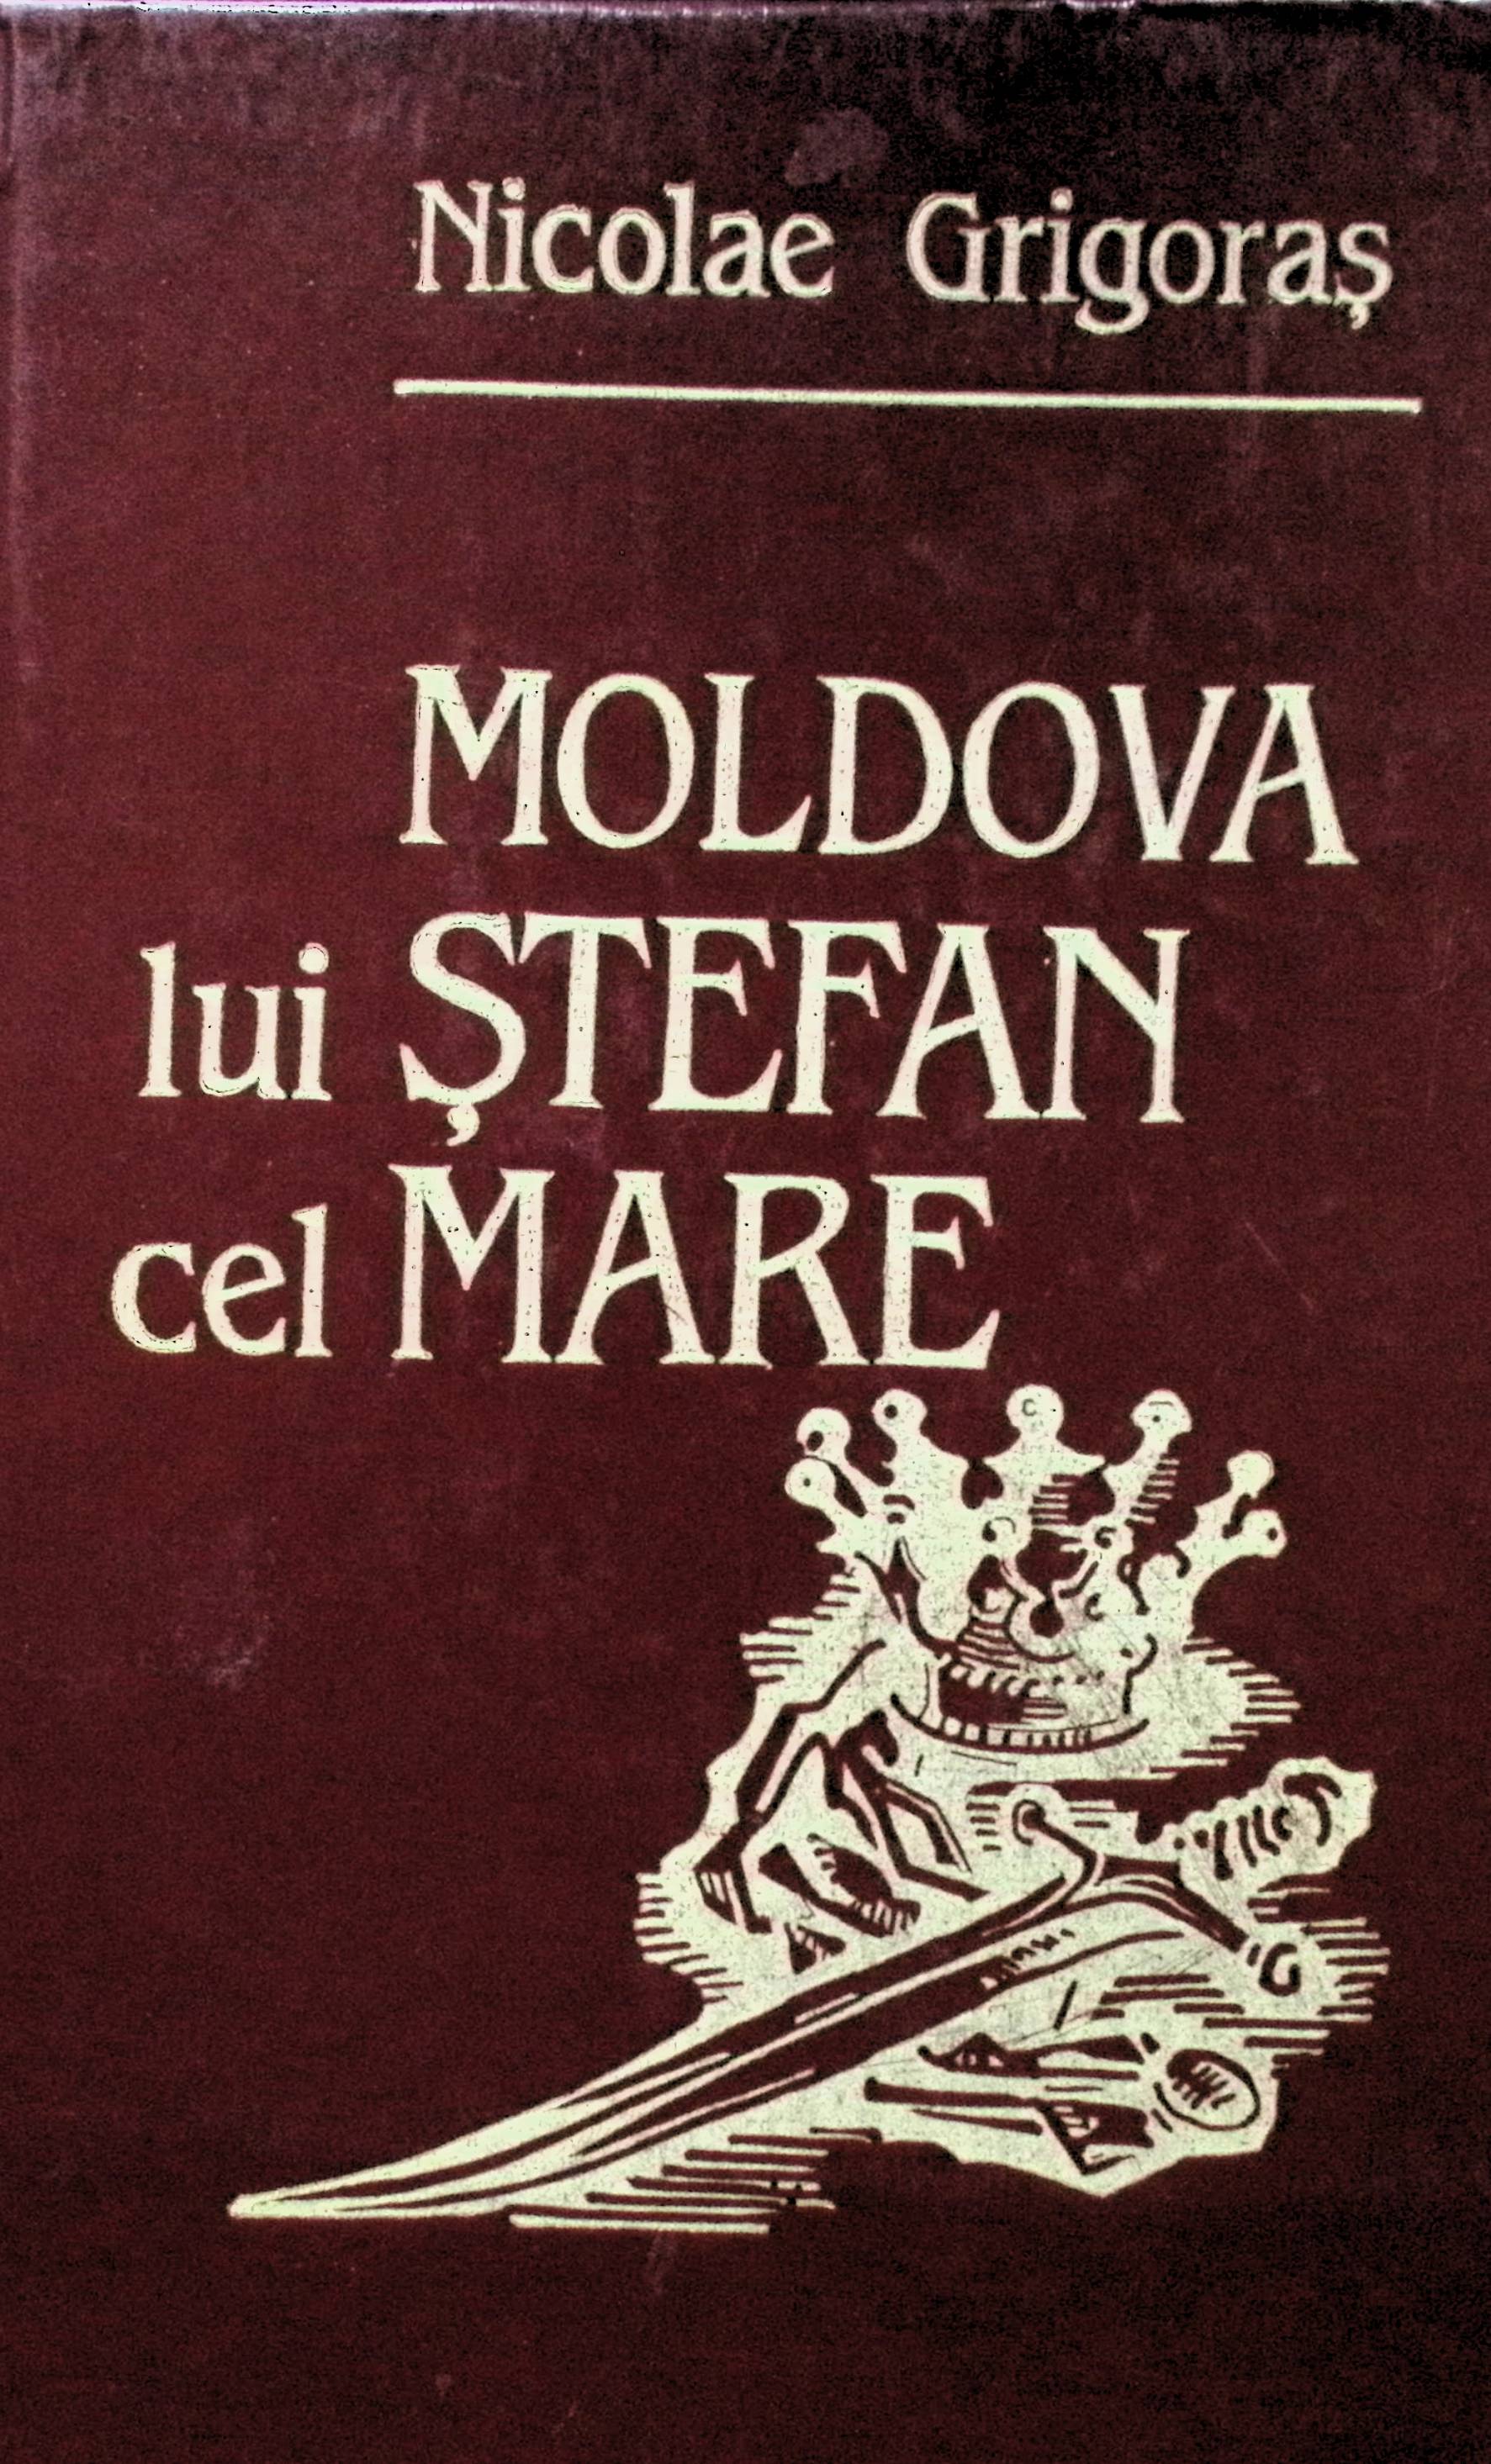 Nicolae Grigoraș
MOLDOVA
lui ȘTEFAN
cel MARE